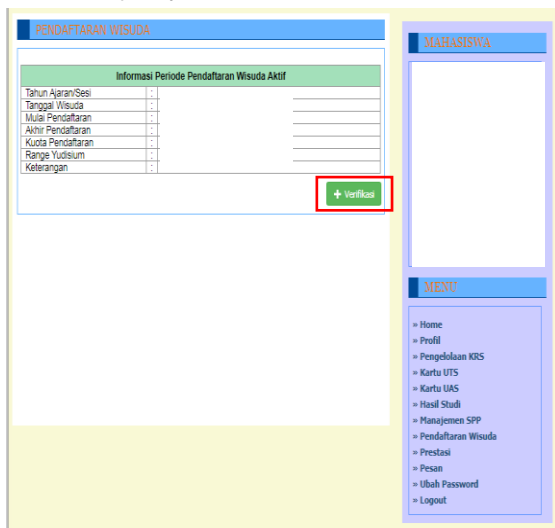 PENDAFTARAN WISUDA
Informasi Periode Pendaftaran Wisuda Aktif
Tahun Ajaran/Sesi :
Tanggal Wisuda :
Mulai Pendaftaran :
Akhir Pendaftaran :
Kuota Pendaftaran :
Range Yudisium :
Keterangan :
+ Verifikasi
MAHASISWA
MENU
» Home
» Profil
» Pengelolaan KRS
» Kartu UTS
» Kartu UAS
» Hasil Studi
» Manajemen SPP
» Pendaftaran Wisuda
» Prestasi
» Pesan
» Ubah Password
» Logout